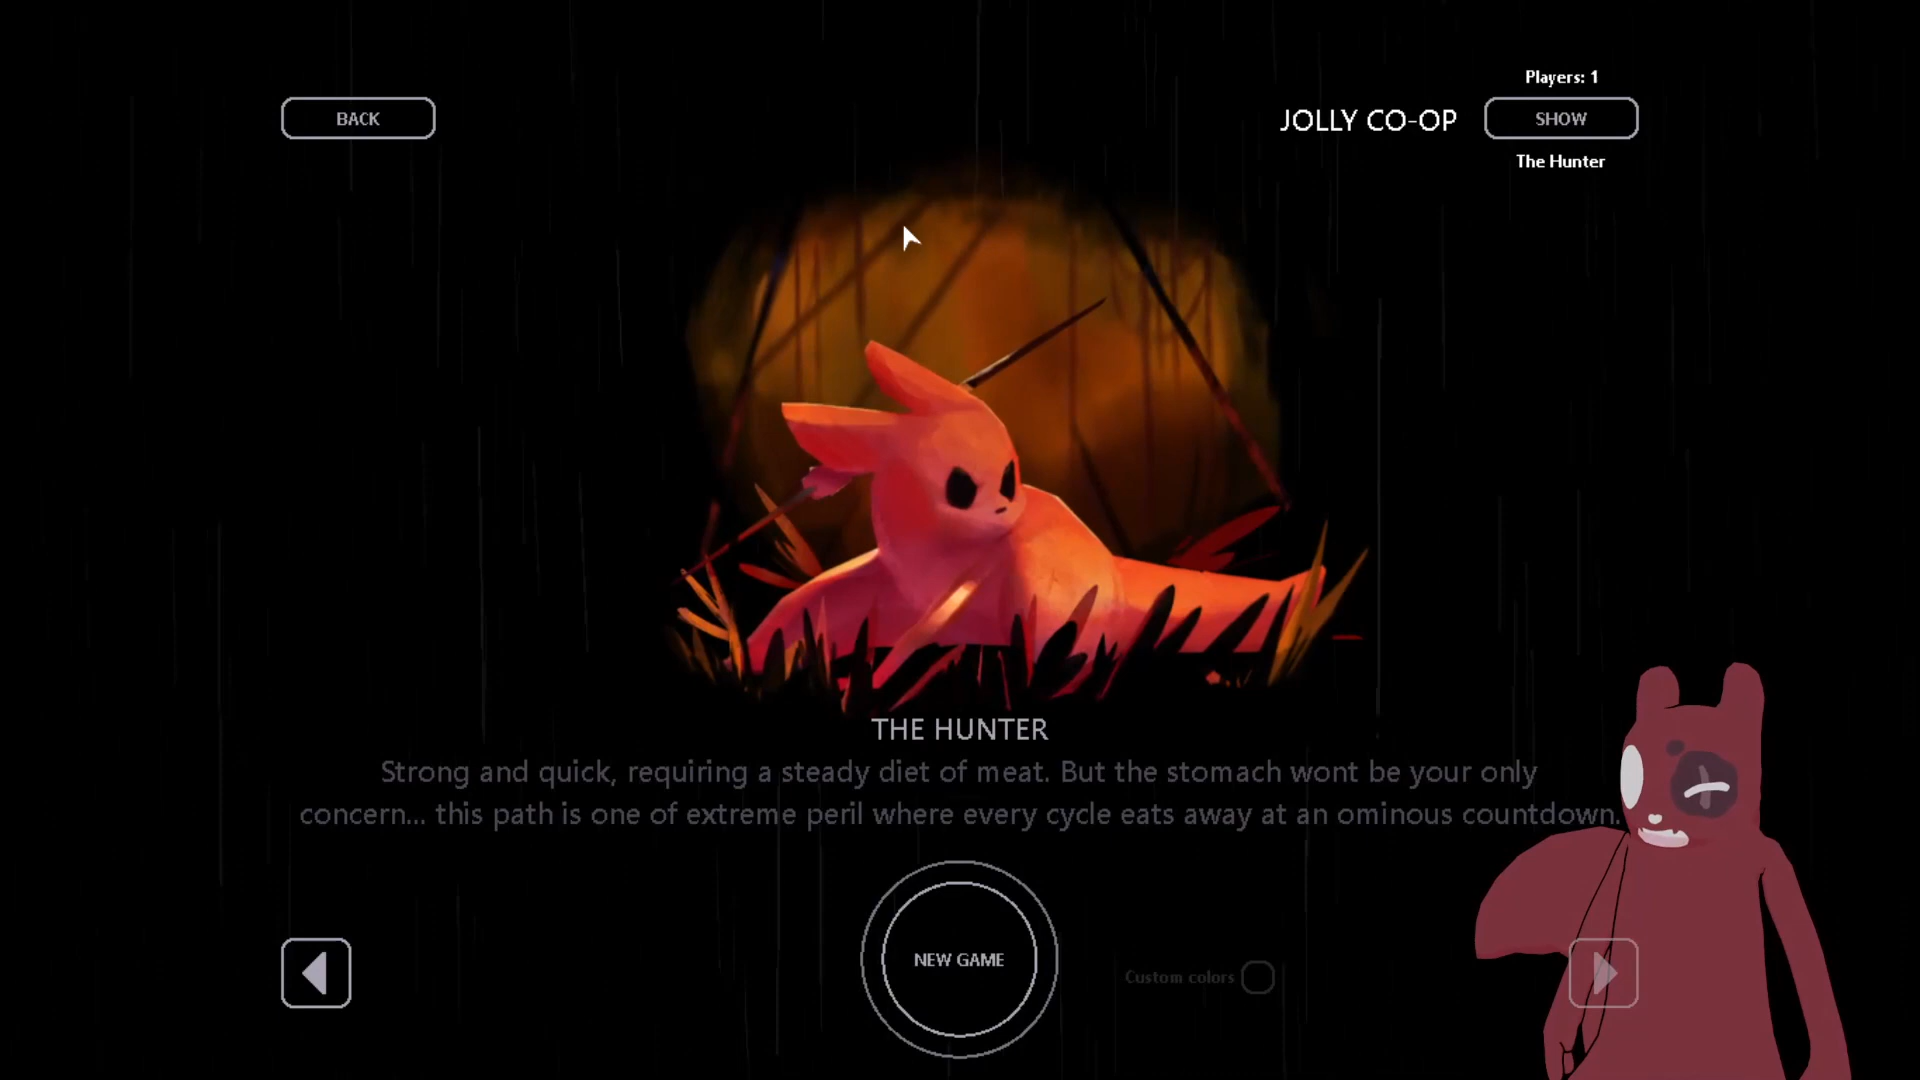 Players: 1
BACK
JOLLY CO-OP
SHOW
The Hunter
THE HUNTER
Strong and quick, requiring a steady diet of meat. But the stomach wont be your only
concern... this path is one of extreme peril where every cycle eats away at an ominous countdown.
NEW GAME
Custom colors